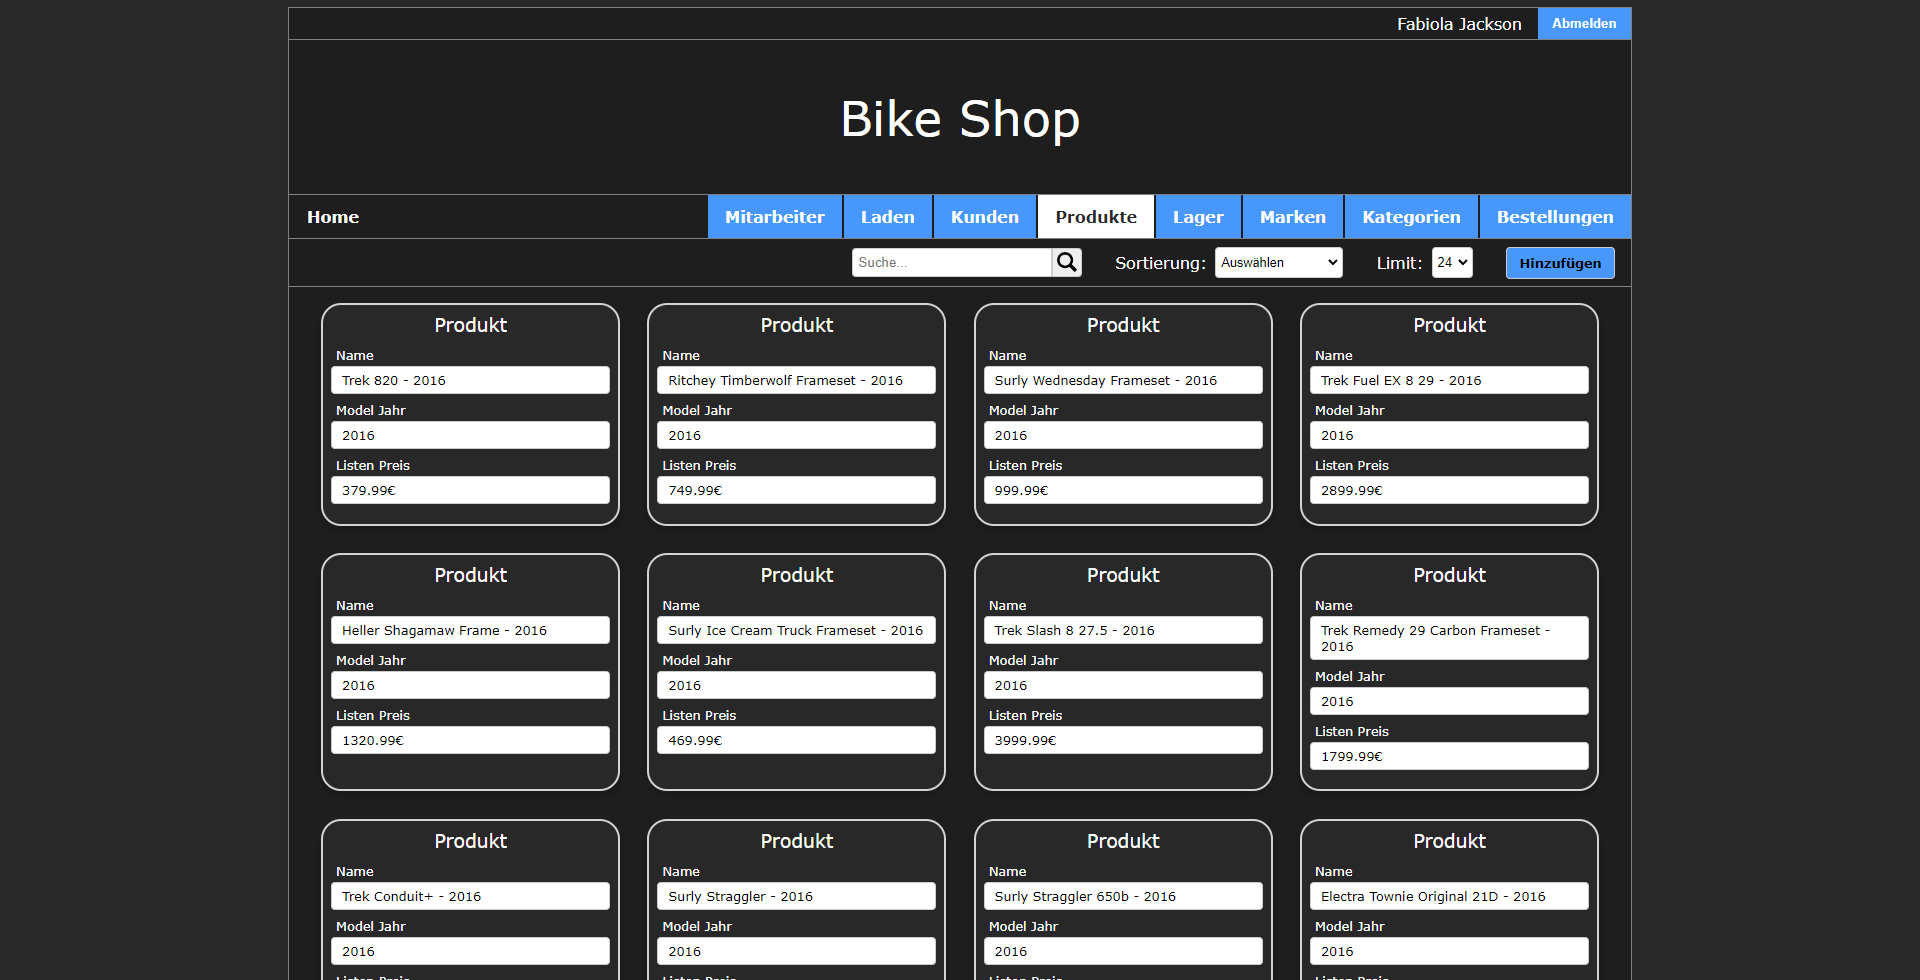 Fabiola Jackson Abmelden
Bike Shop
Home Mitarbeiter Laden Kunden Produkte Lager Marken Kategorien Bestellungen
Suche... Sortierung: Auswählen Limit: 24 Hinzufügen
Produkt Produkt Produkt Produkt
Name Name Name Name
Trek 820 - 2016 Ritchey Timberwolf Frameset - 2016 Surly Wednesday Frameset - 2016 Trek Fuel EX 8 29 - 2016
Model Jahr Model Jahr Model Jahr Model Jahr
2016 2016 2016 2016
Listen Preis Listen Preis Listen Preis Listen Preis
379.99€ 749.99€ 999.99€ 2899.99€
Produkt Produkt Produkt Produkt
Name Name Name Name
Heller Shagamaw Frame - 2016 Surly Ice Cream Truck Frameset - 2016 Trek Slash 8 27.5 - 2016 Trek Remedy 29 Carbon Frameset -
2016
Model Jahr Model Jahr Model Jahr Model Jahr
2016 2016 2016 2016
Listen Preis Listen Preis Listen Preis Listen Preis
1320.99€ 469.99€ 3999.99€ 1799.99€
Produkt Produkt Produkt Produkt
Name Name Name Name
Trek Conduit+ - 2016 Surly Straggler - 2016 Surly Straggler 650b - 2016 Electra Townie Original 21D - 2016
Model Jahr Model Jahr Model Jahr Model Jahr
2016 2016 2016 2016
Listen Preis Listen Preis Listen Preis Listen Preis